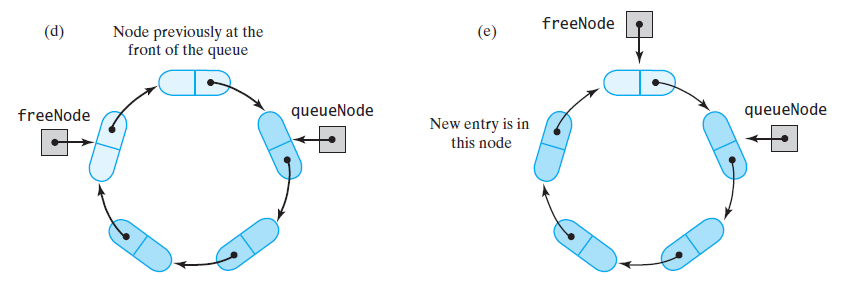 (d)
Node previously at the
front of the queue
freeNode
queueNode
(e)
freeNode
New entry is in
this node
queueNode